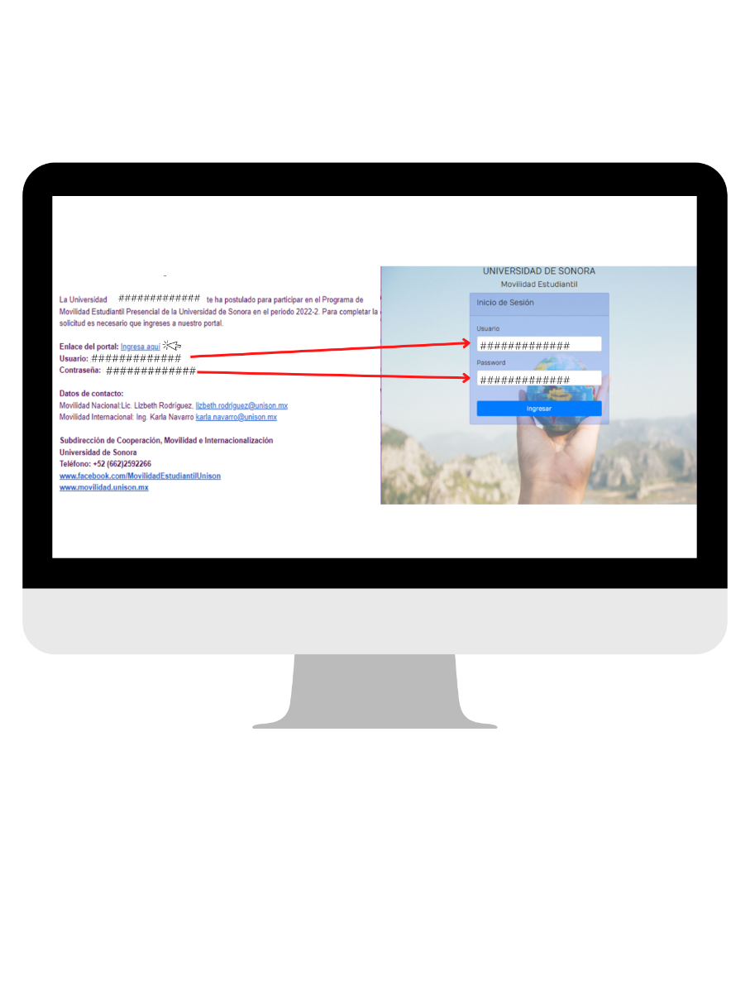 La Universidad ############# te ha postulado para participar en el Programa de
Movilidad Estudiantil Presencial de la Universidad de Sonora en el periodo 2022-2. Para completar la
solicitud es necesario que ingreses a nuestro portal.
Enlace del portal: Ingresa aquí
Usuario: #############
Contraseña: #############
Datos de contacto:
Movilidad Nacional:Lic. Lizbeth Rodríguez, lizbeth.rodriguez@unison.mx
Movilidad Internacional: Ing. Karla Navarro karla.navarro@unison.mx
Subdirección de Cooperación, Movilidad e Internacionalización
Universidad de Sonora
Teléfono: +52 (662)2592266
www.facebook.com/MovilidadEstudiantilUnison
www.movilidad.unison.mx
UNIVERSIDAD DE SONORA
Movilidad Estudiantil
Inicio de Sesión
Usuario
#############
Password
#############
Ingresar